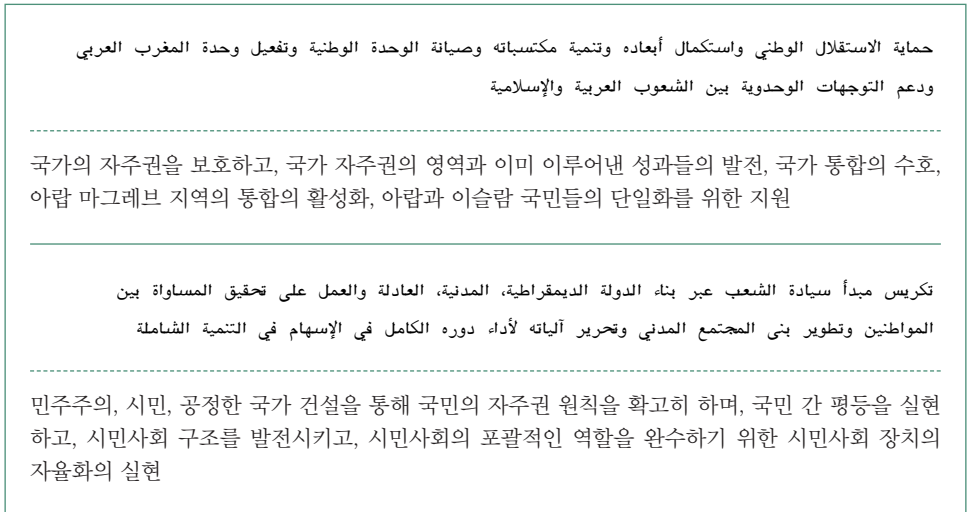 حماية الاستقلال الوطني واستكمال أبعاده وتنمية مكتسباته وصيانة الوحدة الوطنية وتفعيل وحدة المغرب العربي
ودعم التوجهات الوحدوية بين الشعوب العربية والإسلامية
국가의 자주권을 보호하고, 국가 자주권의 영역과 이미 이루어낸 성과들의 발전, 국가 통합의 수호,
아랍 마그레브 지역의 통합의 활성화, 아랍과 이슬람 국민들의 단일화를 위한 지원
تكريس مبدأ سيادة الشعب عبر بناء الدولة الديمقراطية، المدنية، العادلة والعمل على تحقيق المساواة بين
المواطنين وتطوير بنى المجتمع المدني وتحرير آلياته لأداء دوره الكامل في الإسهام في التنمية الشاملة
민주주의, 시민, 공정한 국가 건설을 통해 국민의 자주권 원칙을 확고히 하며, 국민 간 평등을 실현
하고, 시민사회 구조를 발전시키고, 시민사회의 포괄적인 역할을 완수하기 위한 시민사회 장치의
자율화의 실현